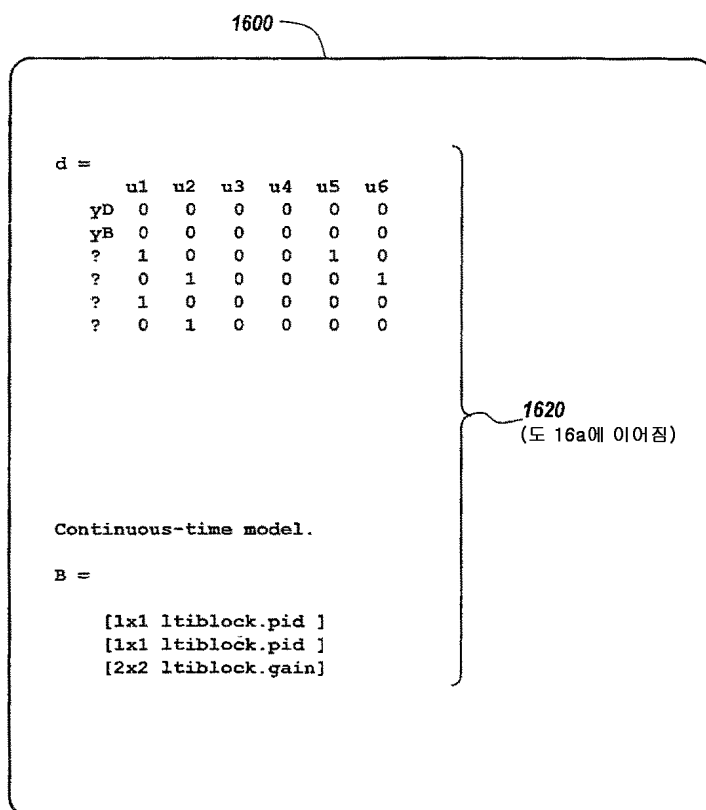 1600
d =
u1 u2 u3 u4 u5 u6
yD 0 0 0 0 0 0
yB 0 0 0 0 0 0
? 1 0 0 0 1 0
? 0 1 0 0 0 1
? 1 0 0 0 0 0
? 0 1 0 0 0 0
1620
(도 16a에 이어짐)
Continuous-time model.
B =
[1x1 ltiblock.pid ]
[1x1 ltiblock.pid ]
[2x2 ltiblock.gain]